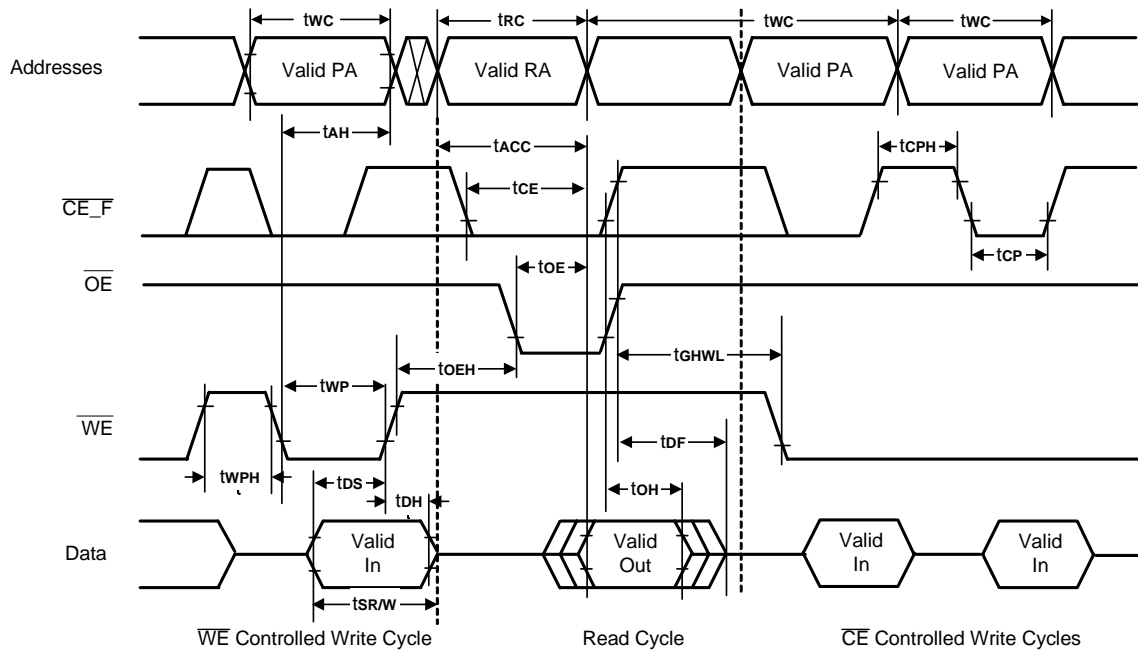 tWC tRC tWC tWC
Addresses Valid PA Valid RA Valid PA Valid PA
tAH tACC tCPH
CE_F tCE
tCP
OE tOE
tOEH tGHWL
WE tWP
tDF
tWPH tDS tDH tOH
Data Valid In Valid Out Valid In Valid In
tSR/W
WE Controlled Write Cycle Read Cycle CE Controlled Write Cycles